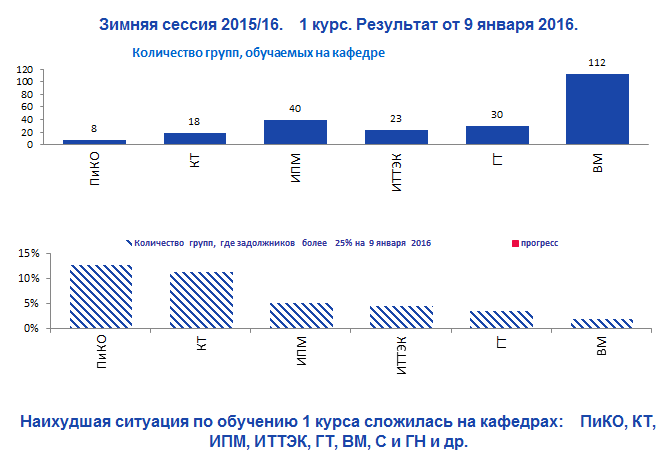 Зимняя сессия 2015/16. 1 курс. Результат от 9 января 2016.
Количество групп, обучаемых на кафедре
120
100
80
60
40
20
0
8
18
40
23
30
112
ПиКО
КТ
ИПМ
ИТТЭК
ГТ
ВМ
Количество групп, где задолжников более 25% на 9 января 2016
прогресс
15%
10%
5%
0%
ПиКО
КТ
ИПМ
ИТТЭК
ГТ
ВМ
Наихудшая ситуация по обучению 1 курса сложилась на кафедрах: ПиКО, КТ,
ИПМ, ИТТЭК, ГТ, ВМ, С и ГН и др.